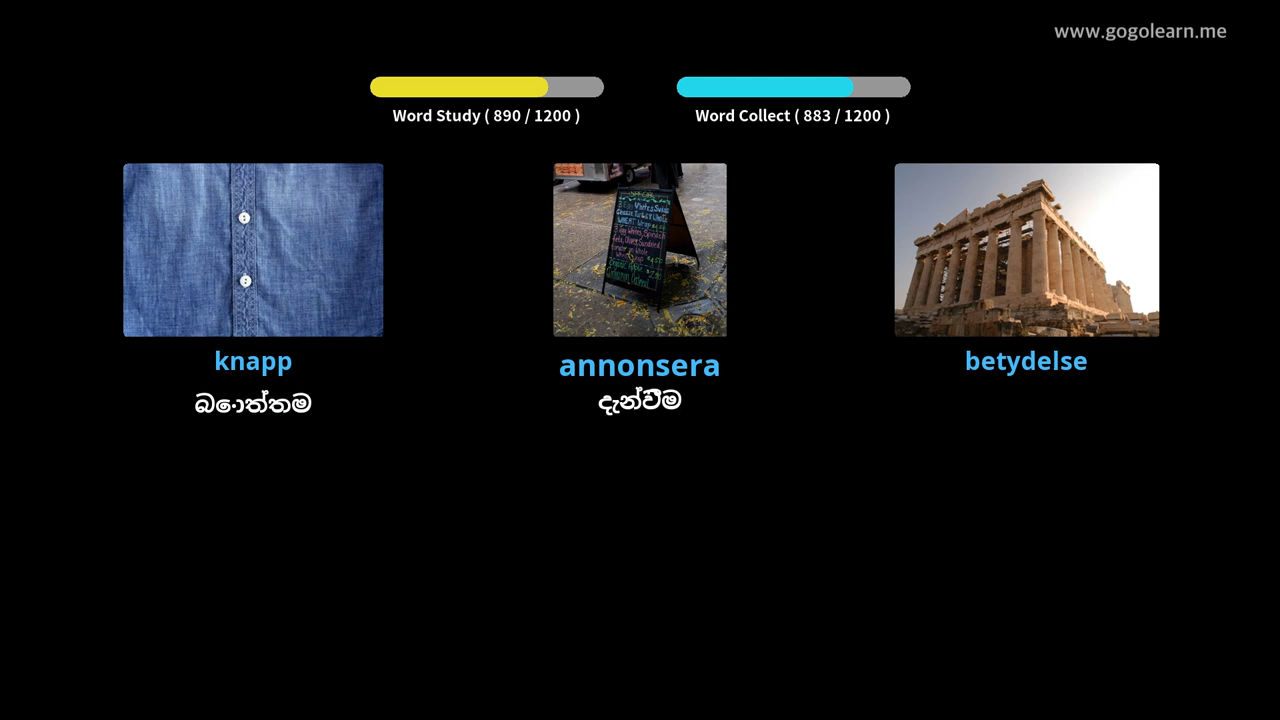 www.gogolearn.me
Word Study ( 890 / 1200 )
Word Collect ( 883 / 1200 )
knapp
බොත්තම
annonsera
දැන්වීම
betydelse